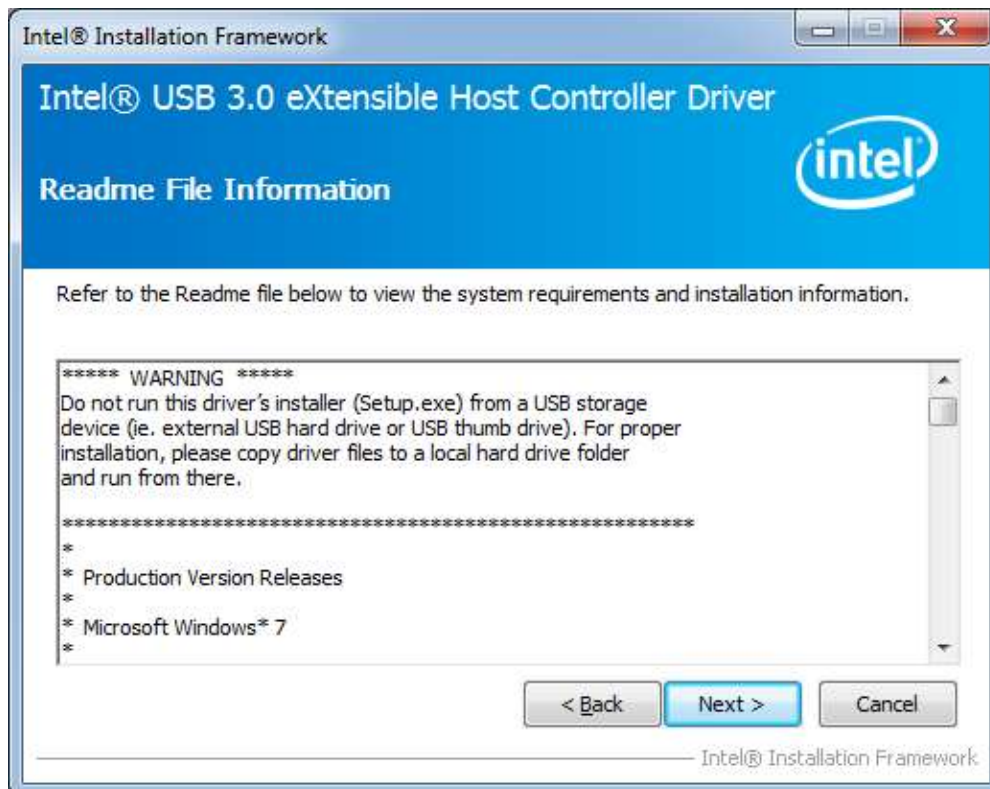 Intel® Installation Framework
Intel® USB 3.0 eXtensible Host Controller Driver
Readme File Information
intel
Refer to the Readme file below to view the system requirements and installation information.
***** WARNING *****
Do not run this driver's installer (Setup.exe) from a USB storage
device (ie. external USB hard drive or USB thumb drive). For proper
installation, please copy driver files to a local hard drive folder
and run from there.
*******************************************************
*
* Production Version Releases
*
* Microsoft Windows* 7
*
< Back
Next >
Cancel
Intel® Installation Framework